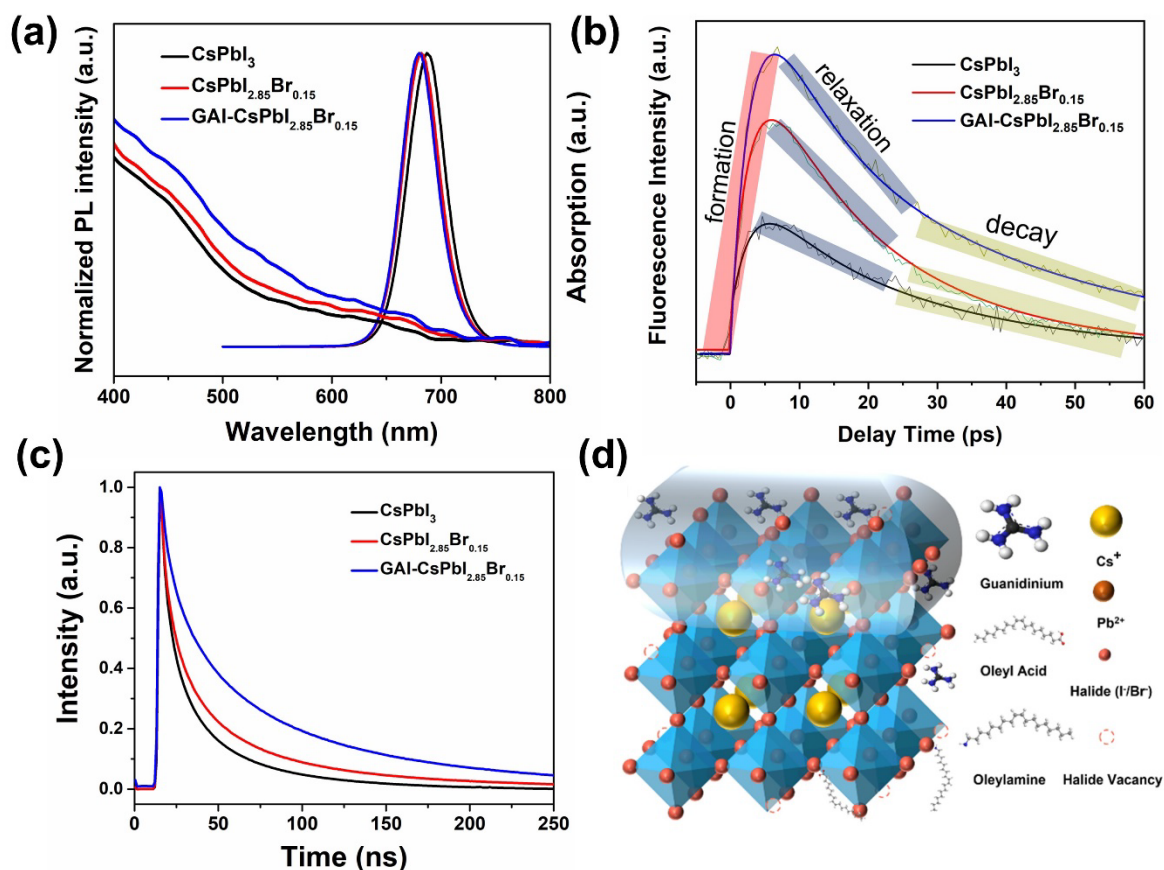 (a)
Normalized PL intensity (a.u.)
CsPbI₃
CsPbI₂.₈₅Br₀.₁₅
GAI-CsPbI₂.₈₅Br₀.₁₅
Absorption (a.u.)
400 500 600 700 800
Wavelength (nm)
(b)
Fluorescence Intensity (a.u.)
formation
relaxation
decay
CsPbI₃
CsPbI₂.₈₅Br₀.₁₅
GAI-CsPbI₂.₈₅Br₀.₁₅
0 10 20 30 40 50 60
Delay Time (ps)
(c)
Intensity (a.u.)
1.0
0.8
0.6
0.4
0.2
0.0
CsPbI₃
CsPbI₂.₈₅Br₀.₁₅
GAI-CsPbI₂.₈₅Br₀.₁₅
0 50 100 150 200 250
Time (ns)
(d)
Guanidinium
Cs⁺
Pb²⁺
Oleyl Acid
Halide (I⁻/Br⁻)
Oleylamine
Halide Vacancy